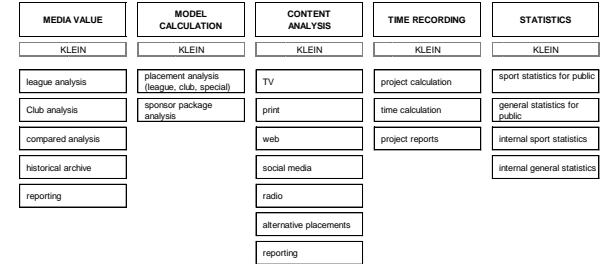 MEDIA VALUE
KLEIN
league analysis
Club analysis
compared analysis
historical archive
reporting
MODEL
CALCULATION
KLEIN
placement analysis
(league, club, special)
sponsor package
analysis
CONTENT
ANALYSIS
KLEIN
TV
print
web
social media
radio
alternative placements
reporting
TIME RECORDING
KLEIN
project calculation
time calculation
project reports
STATISTICS
KLEIN
sport statistics for public
general statistics for
public
internal sport statistics
internal general statistics